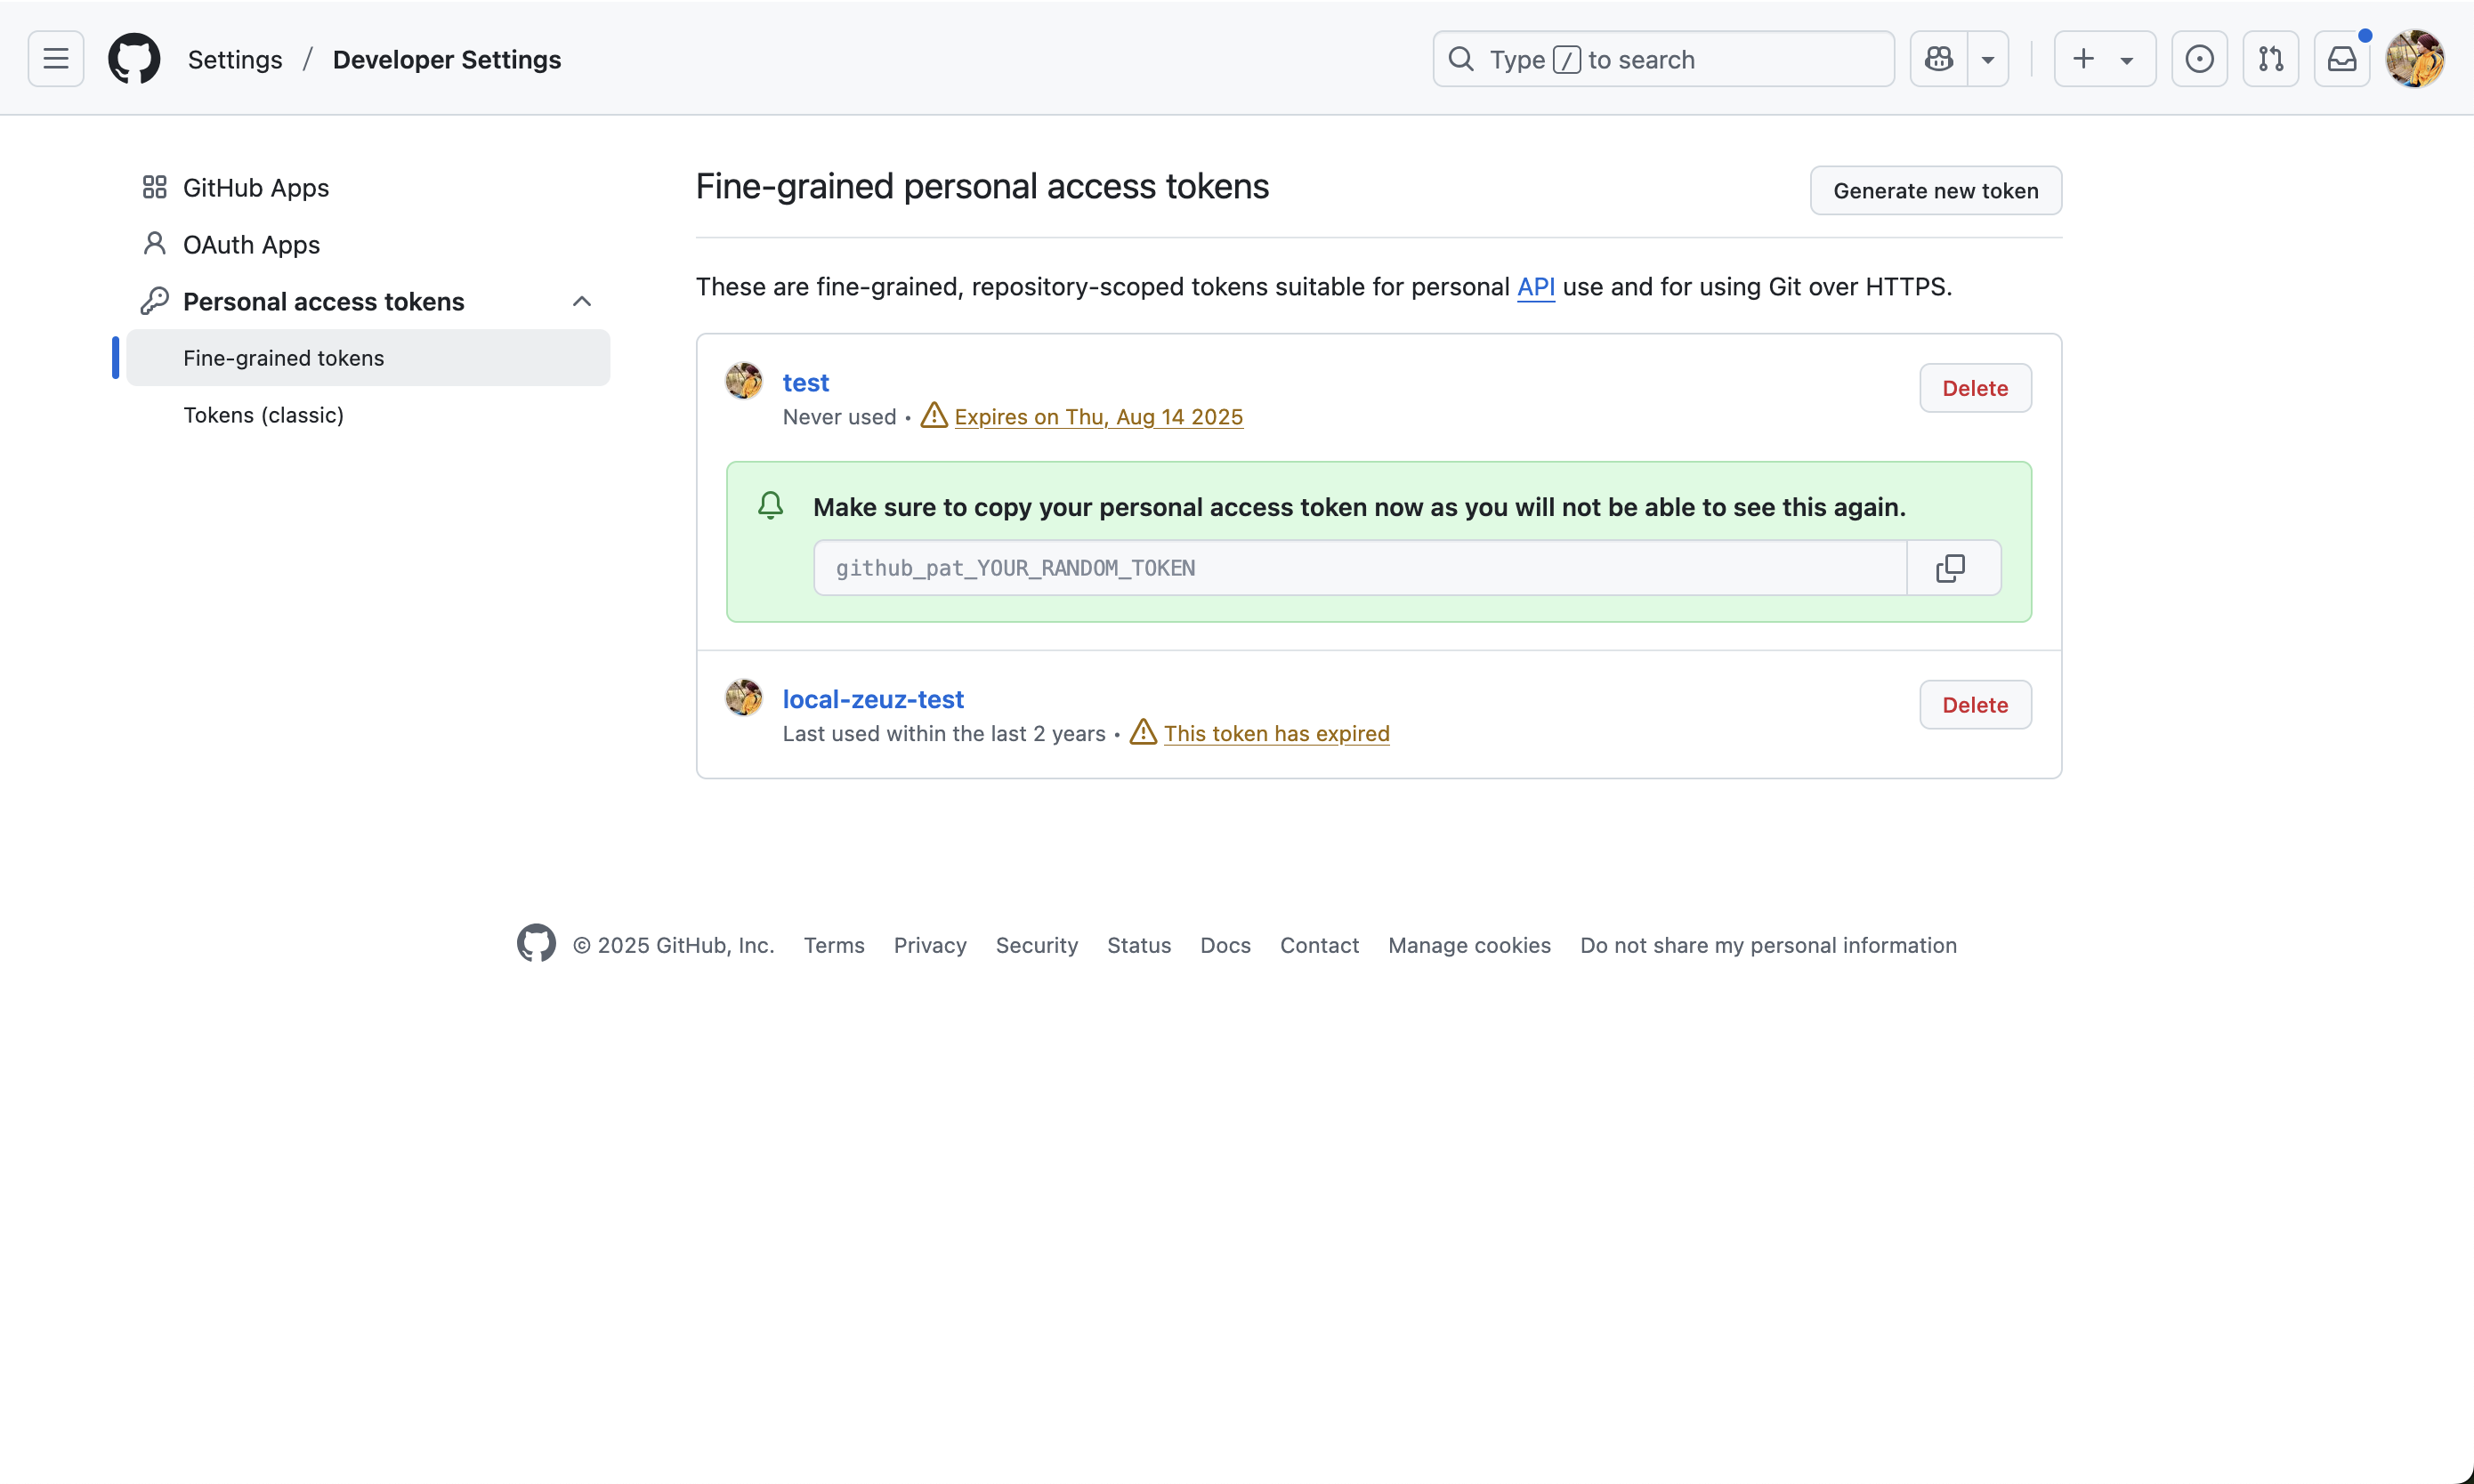 Settings / Developer Settings
Type / to search
GitHub Apps
OAuth Apps
Personal access tokens
Fine-grained tokens
Tokens (classic)
Fine-grained personal access tokens
Generate new token
These are fine-grained, repository-scoped tokens suitable for personal API use and for using Git over HTTPS.
test
Delete
Never used • Expires on Thu, Aug 14 2025
Make sure to copy your personal access token now as you will not be able to see this again.
github_pat_YOUR_RANDOM_TOKEN
local-zeuz-test
Delete
Last used within the last 2 years • This token has expired
© 2025 GitHub, Inc. Terms Privacy Security Status Docs Contact Manage cookies Do not share my personal information